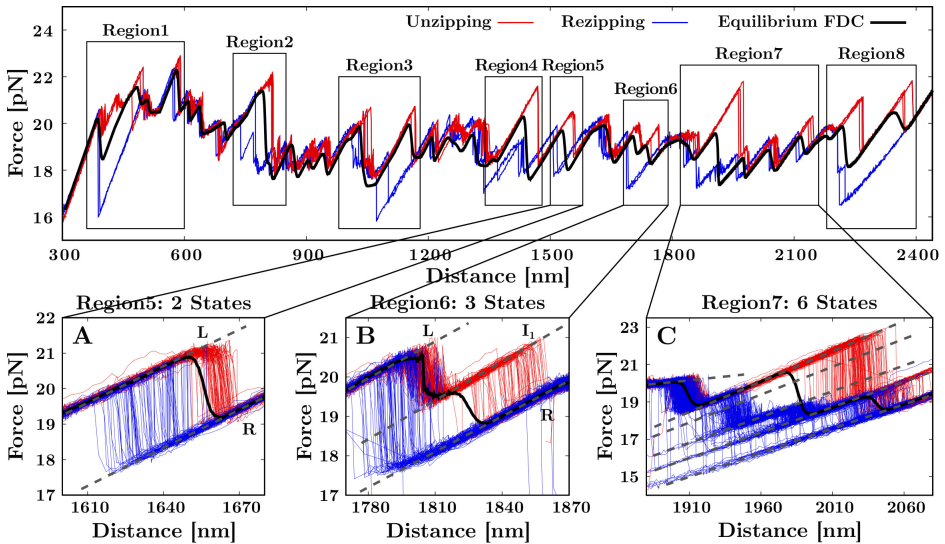 Unzipping Rezipping Equilibrium FDC
Region1 Region2 Region3 Region4 Region5 Region6 Region7 Region8
Force [pN]
24
22
20
18
16
300 600 900 1200 1500 1800 2100 2400
Distance [nm]
Region5: 2 States
A
L
R
Force [pN]
22
21
20
19
18
17
1610 1640 1670
Distance [nm]
Region6: 3 States
B
L
I1
R
Force [pN]
22
21
20
19
18
17
1780 1810 1840 1870
Distance [nm]
Region7: 6 States
C
Force [pN]
23
21
19
17
15
1910 1960 2010 2060
Distance [nm]